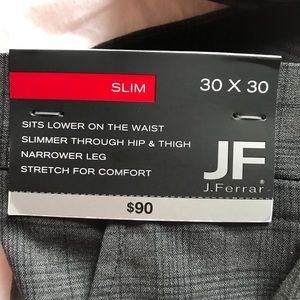 SLIM 30 X 30
SITS LOWER ON THE WAIST
SLIMMER THROUGH HIP & THIGH
NARROWER LEG
STRETCH FOR COMFORT
JF
J.Ferrar®
$90